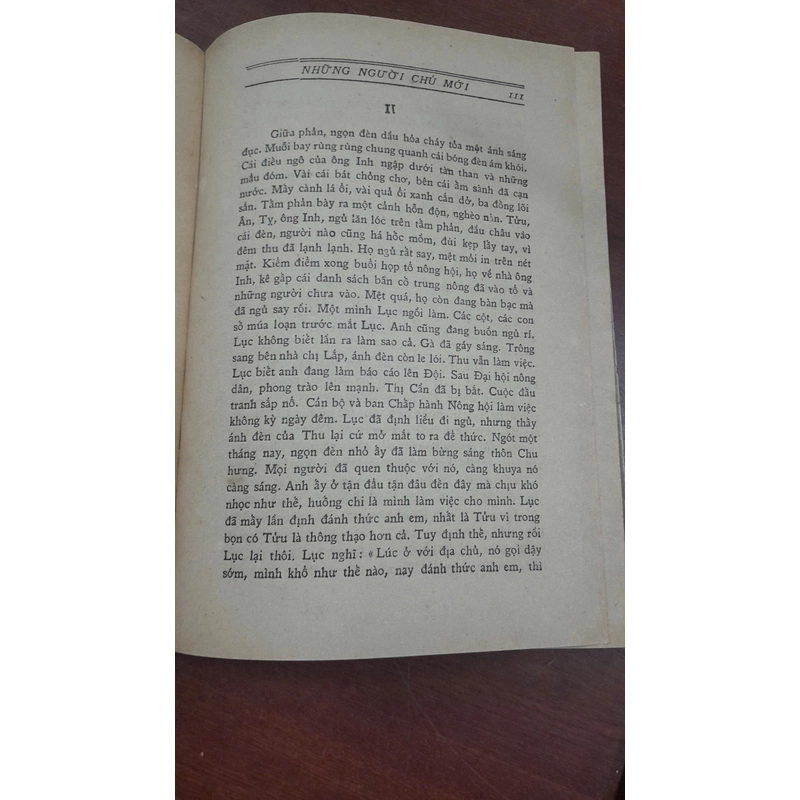 NHỮNG NGƯỜI CHỦ MỚI
111
II
Giữa phản, ngọn đèn dầu hỏa cháy tỏa một ánh sáng
đục. Muỗi bay rùng rùng chung quanh cái bóng đèn ám khói.
Cái điếu ngô của ông Inh ngập dưới tàn than và những
mẩu đóm. Vài cái bát chồng chơ, bên cái ấm sành đã cạn
nước. Mấy cành lá ổi, vài quả ổi xanh cắn dở, ba đồng lõi
sắn. Tấm phản bày ra một cảnh hỗn độn, nghèo nàn. Tửu,
Ân, Tỵ, ông Inh, ngủ lăn lóc trên tấm phản, đầu châu vào
cái đèn, người nào cũng há hốc mồm, đùi kẹp lấy tay, vì
đêm thu đã lạnh lạnh. Họ ngủ rất say, mệt mỏi in trên nét
mặt. Kiểm điểm xong buổi họp tổ nông hội, họ về nhà ông
Inh, kê gấp cái danh sách bần cố trung nông đã vào tổ và
những người chưa vào. Mệt quá, họ còn đang bàn bạc mà
đã ngủ say rồi. Một mình Lục ngồi làm. Các cột, các con
số múa loạn trước mắt Lục. Anh cũng đang buồn ngủ rí.
Lục không biết lần ra làm sao cả. Gà đã gáy sáng. Trông
sang bên nhà chị Lắp, ánh đèn còn le lói. Thu vẫn làm việc.
Lục biết anh đang làm báo cáo lên Đội. Sau Đại hội nông
dân, phong trào lên mạnh. Thị Cần đã bị bắt. Cuộc đấu
tranh sắp nổ. Cán bộ và ban Chấp hành Nông hội làm việc
không kỳ ngày đêm. Lục đã định liều đi ngủ, nhưng thấy
ánh đèn của Thu lại cứ mở mắt to ra để thức. Ngót một
tháng nay, ngọn đèn nhỏ ấy đã làm bừng sáng thôn Chu
hưng. Mọi người đã quen thuộc với nó, càng khuya nó
càng sáng. Anh ấy ở tận đẩu tận đâu đến đây mà chịu khó
nhọc như thế, huống chi là mình làm việc cho mình. Lục
đã mấy lần định đánh thức anh em, nhất là Tửu vì trong
bọn có Tửu là thông thạo hơn cả. Tuy định thế, nhưng rồi
Lục lại thôi. Lục nghĩ : « Lúc ở với địa chủ, nó gọi dậy
sớm, mình khổ như thế nào, nay đánh thức anh em, thì